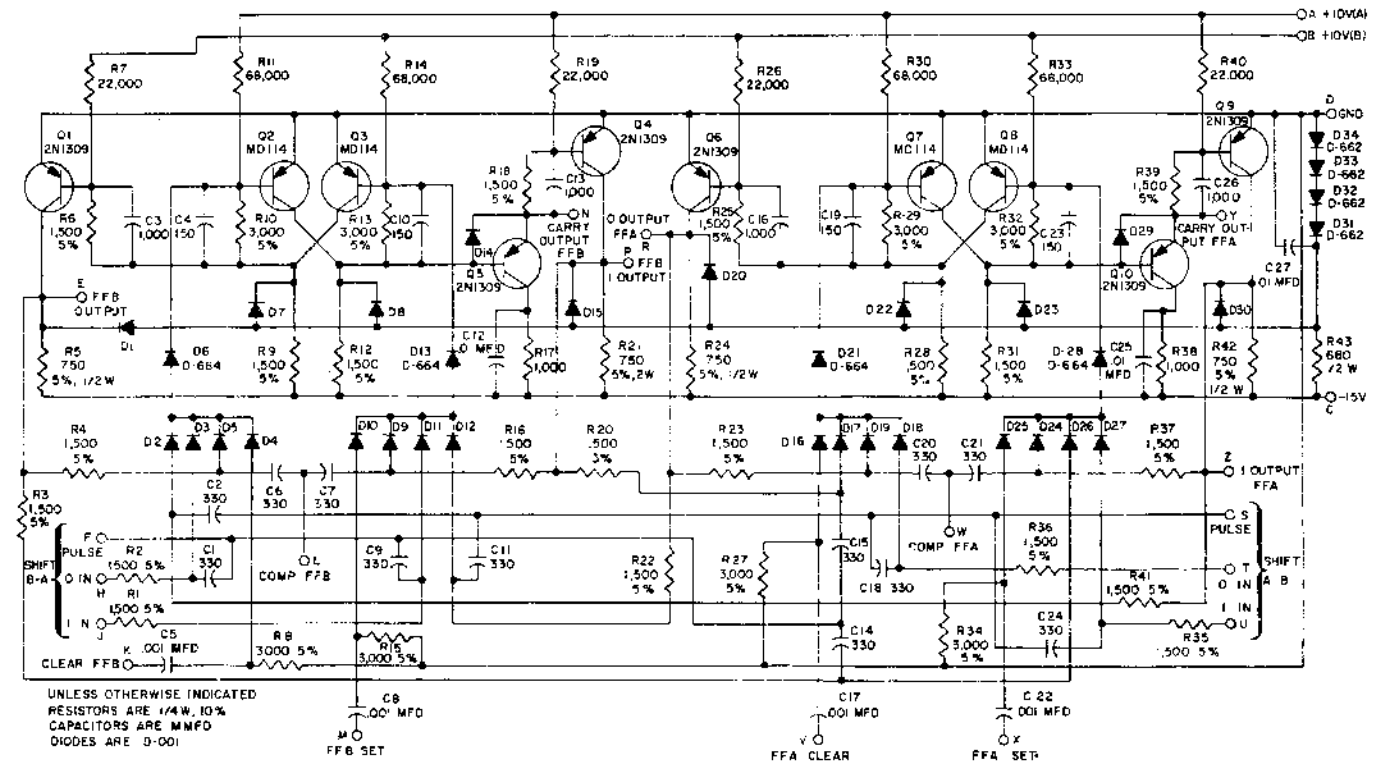 A +10V(A)
B +10V(B)
R7
22,000
R11
68,000
R14
68,000
R19
22,000
R26
22,000
R30
68,000
R33
68,000
R40
22,000
D
GND
Q1
2N1309
Q2
MD114
Q3
MD114
Q4
2N1309
Q6
2N1309
Q7
MD114
Q8
MD114
Q9
2N1309
D34
D-662
D33
D-662
D32
D-662
D31
D-662
R6
1,500
5%
C3
1,000
C4
150
R10
3,000
5%
R13
3,000
5%
C10
150
R18
1,500
5%
C13
1,000
N
CARRY
OUTPUT
FFB
D14
Q5
2N1309
0 OUTPUT
FFA
R
P
FFB
1 OUTPUT
R25
1,500
5%
C16
1,000
D20
C19
150
R-29
3,000
5%
R32
3,000
5%
C23
150
R39
1,500
5%
C26
1,000
D29
Y
CARRY OUT-
PUT FFA
Q10
2N1309
C27
.01 MFD
E
FFB
OUTPUT
D1
D7
D8
D15
D22
D23
D30
R5
750
5%, 1/2 W
D6
D-664
R9
1,500
5%
R12
1,500
5%
D13
D-664
C12
.0 MFD
R17
1,000
R21
750
5%, 2W
R24
750
5%, 1/2 W
D21
D-664
R28
1,500
5%
R31
1,500
5%
D-28
D-664
C25
.01
MFD
R38
1,000
R42
750
5%
1/2 W
R43
680
1/2 W
-15V
C
R4
1,500
5%
D2
D3
D5
D4
D10
D9
D11
D12
R16
1500
5%
R20
1,500
R23
1,500
5%
D16
D17
D19
D18
C20
330
C21
330
D25
D24
D26
D27
R37
1,500
5%
Z
1 OUTPUT
FFA
R3
1,500
5%
C2
330
C6
330
C7
330
F
PULSE
SHIFT
B-A
0 IN
H
R2
1500 5%
C1
330
L
COMP FFB
C9
330
C11
330
R22
1,500
5%
R27
3,000
5%
C15
330
C18 330
W
COMP FFA
R36
1,500
5%
S
PULSE
SHIFT
A B
T
0 IN
R41
1,500 5%
1 IN
U
1 N
J
R1
1,500 5%
C5
.001 MFD
K
CLEAR FFB
R8
3000 5%
R15
3,000 5%
C14
330
R34
3,000
5%
C24
330
R35
1,500 5%
UNLESS OTHERWISE INDICATED
RESISTORS ARE 1/4W, 10%
CAPACITORS ARE MMFD
DIODES ARE D-001
C8
.001 MFD
M
FFB SET
C17
.001 MFD
V
FFA CLEAR
C 22
.001 MFD
X
FFA SET